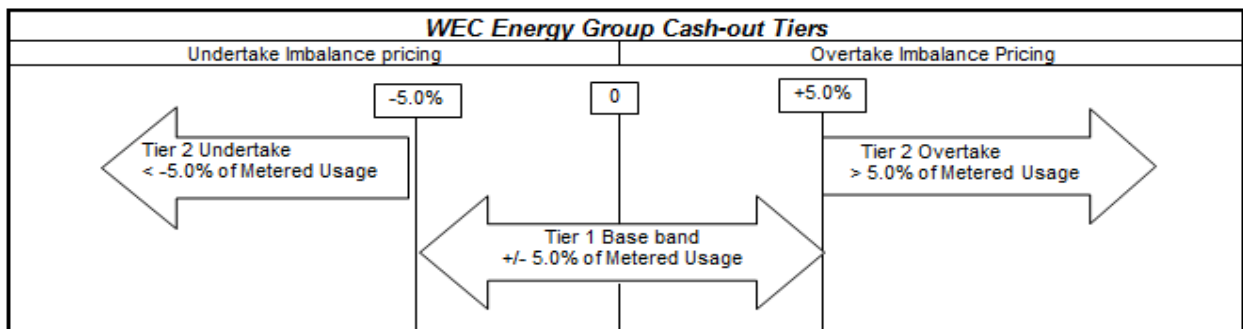 WEC Energy Group Cash-out Tiers
Undertake Imbalance pricing
Overtake Imbalance Pricing
-5.0%
0
+5.0%
Tier 2 Undertake
< -5.0% of Metered Usage
Tier 2 Overtake
> 5.0% of Metered Usage
Tier 1 Base band
+/- 5.0% of Metered Usage